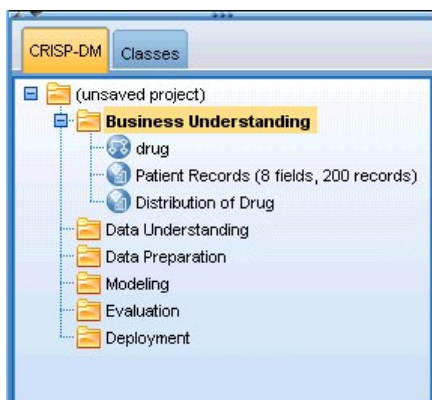 CRISP-DM Classes
(unsaved project)
Business Understanding
drug
Patient Records (8 fields, 200 records)
Distribution of Drug
Data Understanding
Data Preparation
Modeling
Evaluation
Deployment